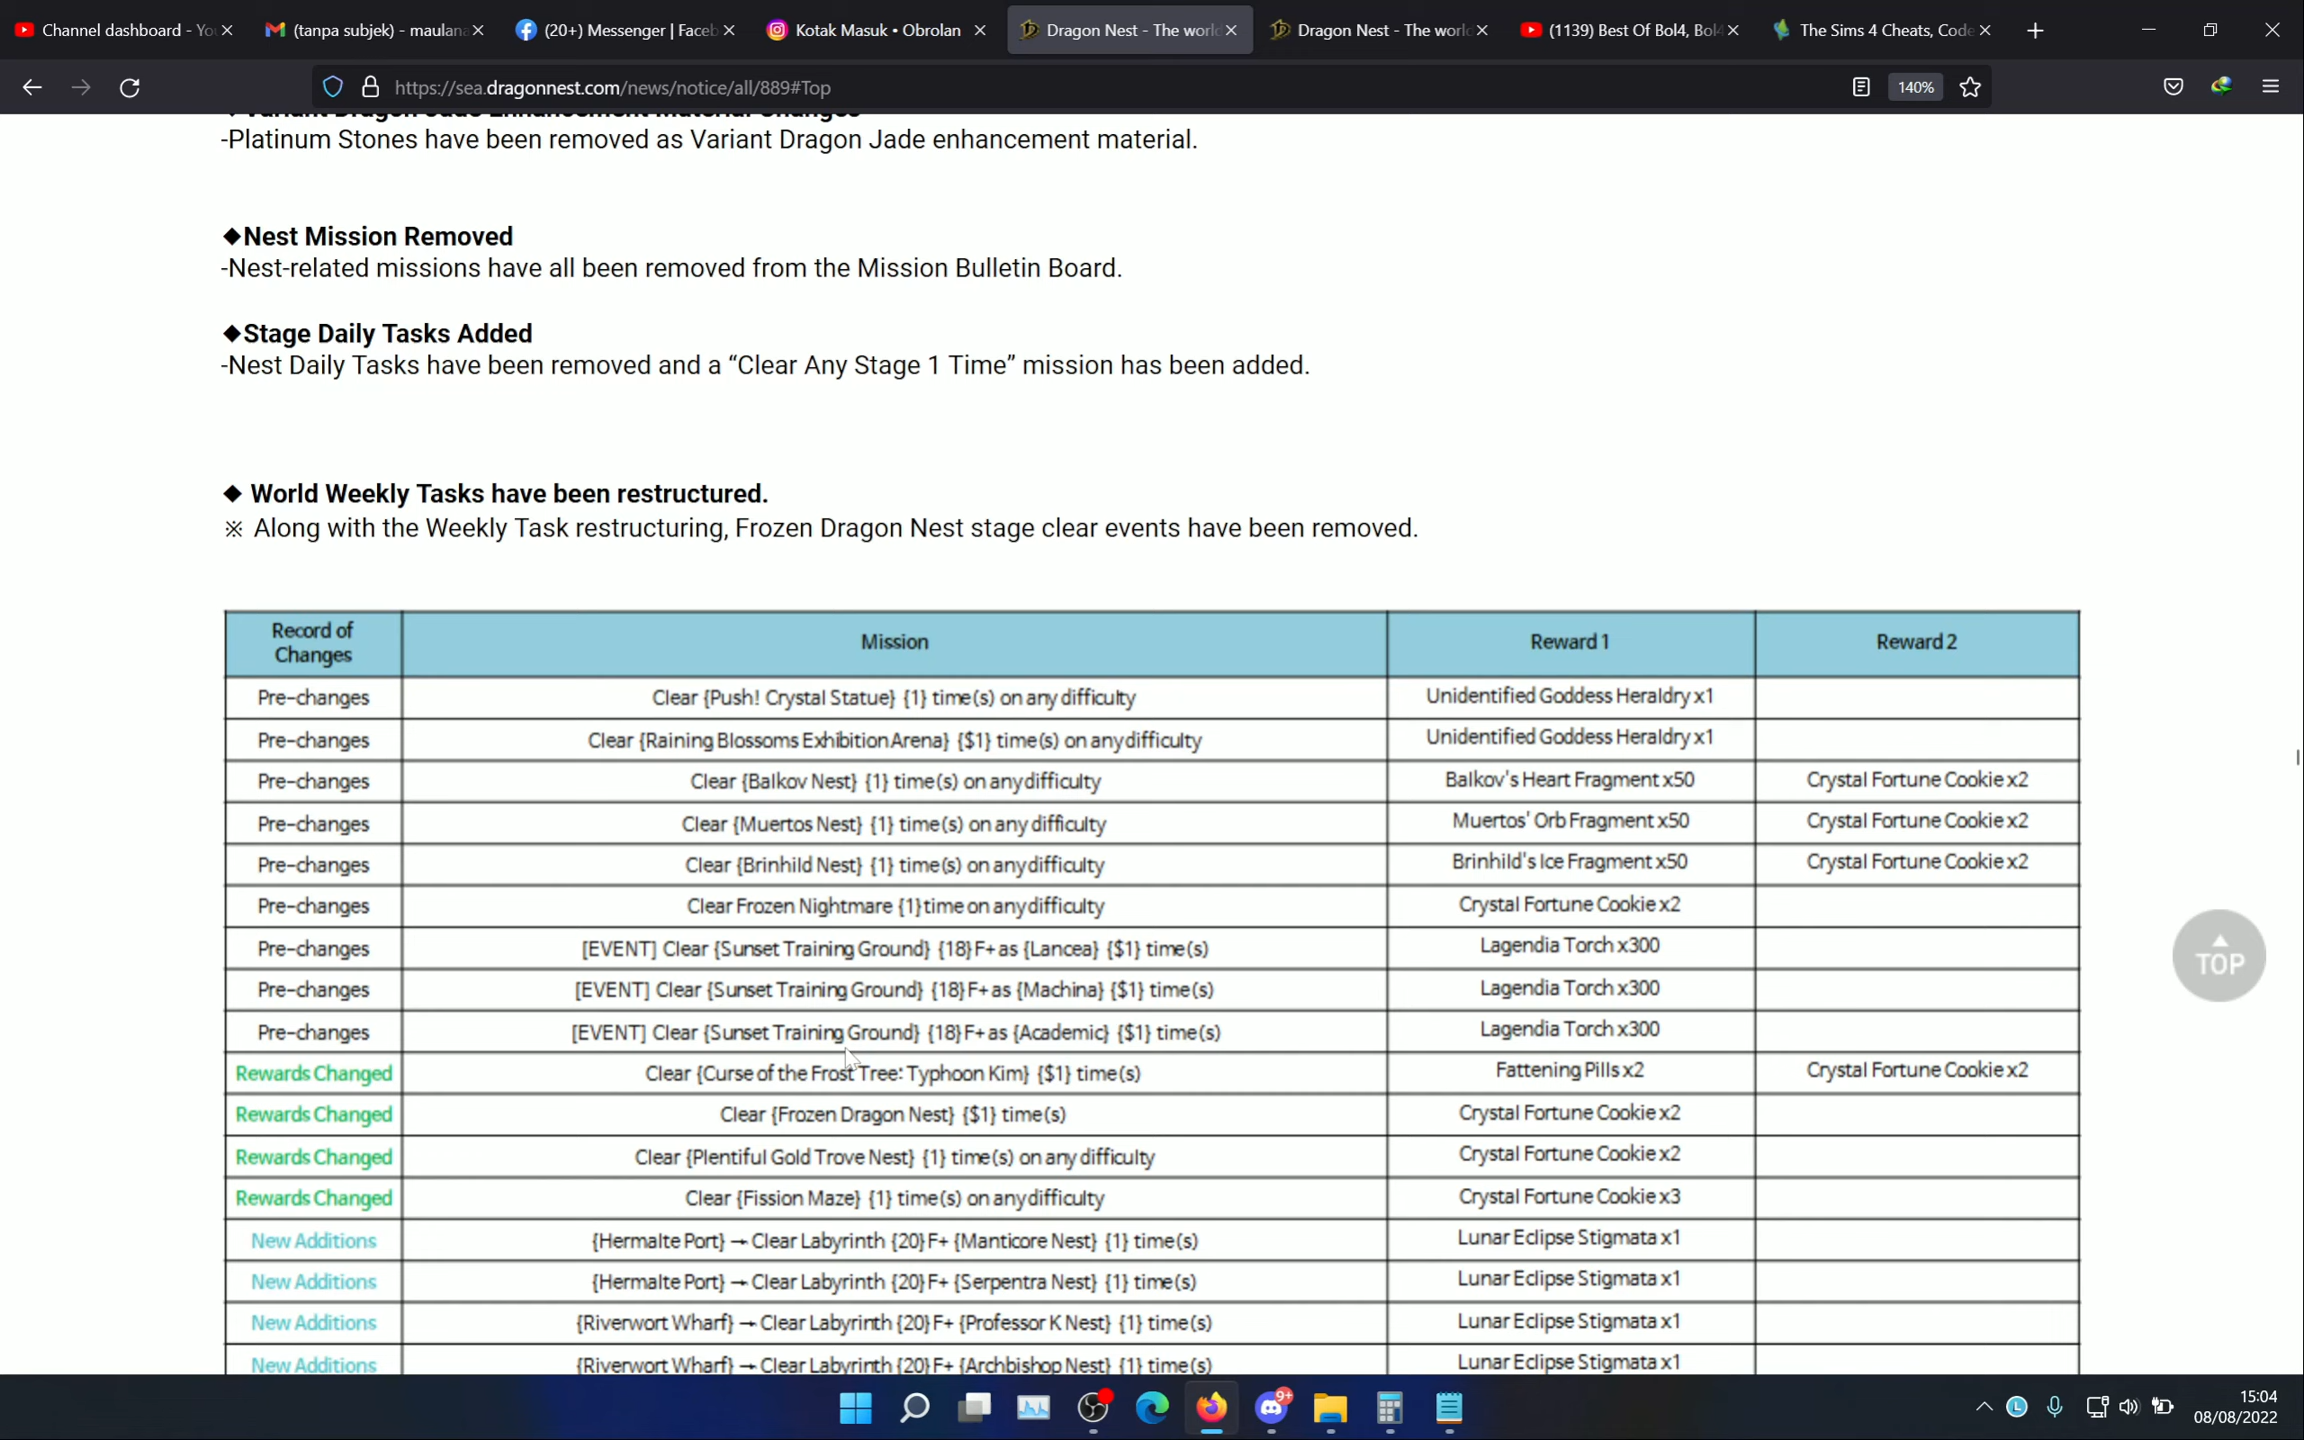 Channel dashboard - Yo
(tanpa subjek) - maulana
(20+) Messenger | Faceb
Kotak Masuk • Obrolan
Dragon Nest - The worl
Dragon Nest - The worl
(1139) Best Of Bol4, Bol4
The Sims 4 Cheats, Code
https://sea.dragonnest.com/news/notice/all/889#Top
140%
◆Variant Dragon Jade Enhancement Material Changes
-Platinum Stones have been removed as Variant Dragon Jade enhancement material.
◆Nest Mission Removed
-Nest-related missions have all been removed from the Mission Bulletin Board.
◆Stage Daily Tasks Added
-Nest Daily Tasks have been removed and a “Clear Any Stage 1 Time” mission has been added.
◆ World Weekly Tasks have been restructured.
※ Along with the Weekly Task restructuring, Frozen Dragon Nest stage clear events have been removed.
Record of Changes Mission Reward 1 Reward 2
Pre-changes Clear {Push! Crystal Statue} {1} time(s) on any difficulty Unidentified Goddess Heraldry x1
Pre-changes Clear {Raining Blossoms Exhibition Arena} {$1} time(s) on any difficulty Unidentified Goddess Heraldry x1
Pre-changes Clear {Balkov Nest} {1} time(s) on any difficulty Balkov's Heart Fragment x50 Crystal Fortune Cookie x2
Pre-changes Clear {Muertos Nest} {1} time(s) on any difficulty Muertos' Orb Fragment x50 Crystal Fortune Cookie x2
Pre-changes Clear {Brinhild Nest} {1} time(s) on any difficulty Brinhild's Ice Fragment x50 Crystal Fortune Cookie x2
Pre-changes Clear Frozen Nightmare {1} time on any difficulty Crystal Fortune Cookie x2
Pre-changes [EVENT] Clear {Sunset Training Ground} {18} F+ as {Lancea} {$1} time(s) Lagendia Torch x300
Pre-changes [EVENT] Clear {Sunset Training Ground} {18} F+ as {Machina} {$1} time(s) Lagendia Torch x300
Pre-changes [EVENT] Clear {Sunset Training Ground} {18} F+ as {Academic} {$1} time(s) Lagendia Torch x300
Rewards Changed Clear {Curse of the Frost Tree: Typhoon Kim} {$1} time(s) Fattening Pills x2 Crystal Fortune Cookie x2
Rewards Changed Clear {Frozen Dragon Nest} {$1} time(s) Crystal Fortune Cookie x2
Rewards Changed Clear {Plentiful Gold Trove Nest} {1} time(s) on any difficulty Crystal Fortune Cookie x2
Rewards Changed Clear {Fission Maze} {1} time(s) on any difficulty Crystal Fortune Cookie x3
New Additions {Hermalte Port} → Clear Labyrinth {20} F+ {Manticore Nest} {1} time(s) Lunar Eclipse Stigmata x1
New Additions {Hermalte Port} → Clear Labyrinth {20} F+ {Serpentra Nest} {1} time(s) Lunar Eclipse Stigmata x1
New Additions {Riverwort Wharf} → Clear Labyrinth {20} F+ {Professor K Nest} {1} time(s) Lunar Eclipse Stigmata x1
New Additions {Riverwort Wharf} → Clear Labyrinth {20} F+ {Archbishop Nest} {1} time(s) Lunar Eclipse Stigmata x1
TOP
9+
L
15:04
08/08/2022